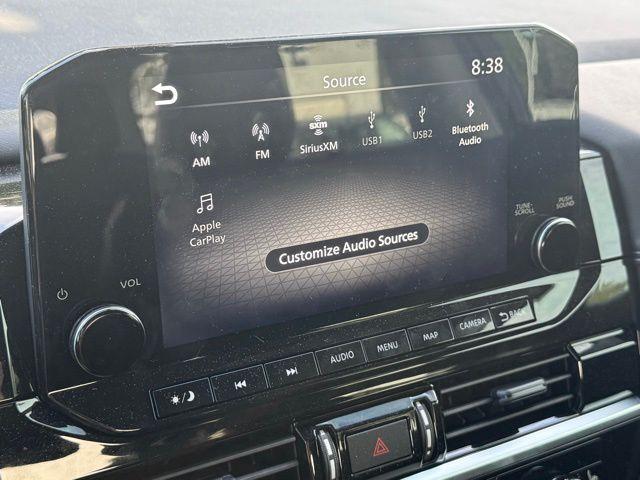 8:38
Source
AM
FM
sxm
SiriusXM
USB1
USB2
Bluetooth
Audio
Apple
CarPlay
Customize Audio Sources
VOL
TUNE-
SCROLL
PUSH
SOUND
AUDIO
MENU
MAP
CAMERA
BACK